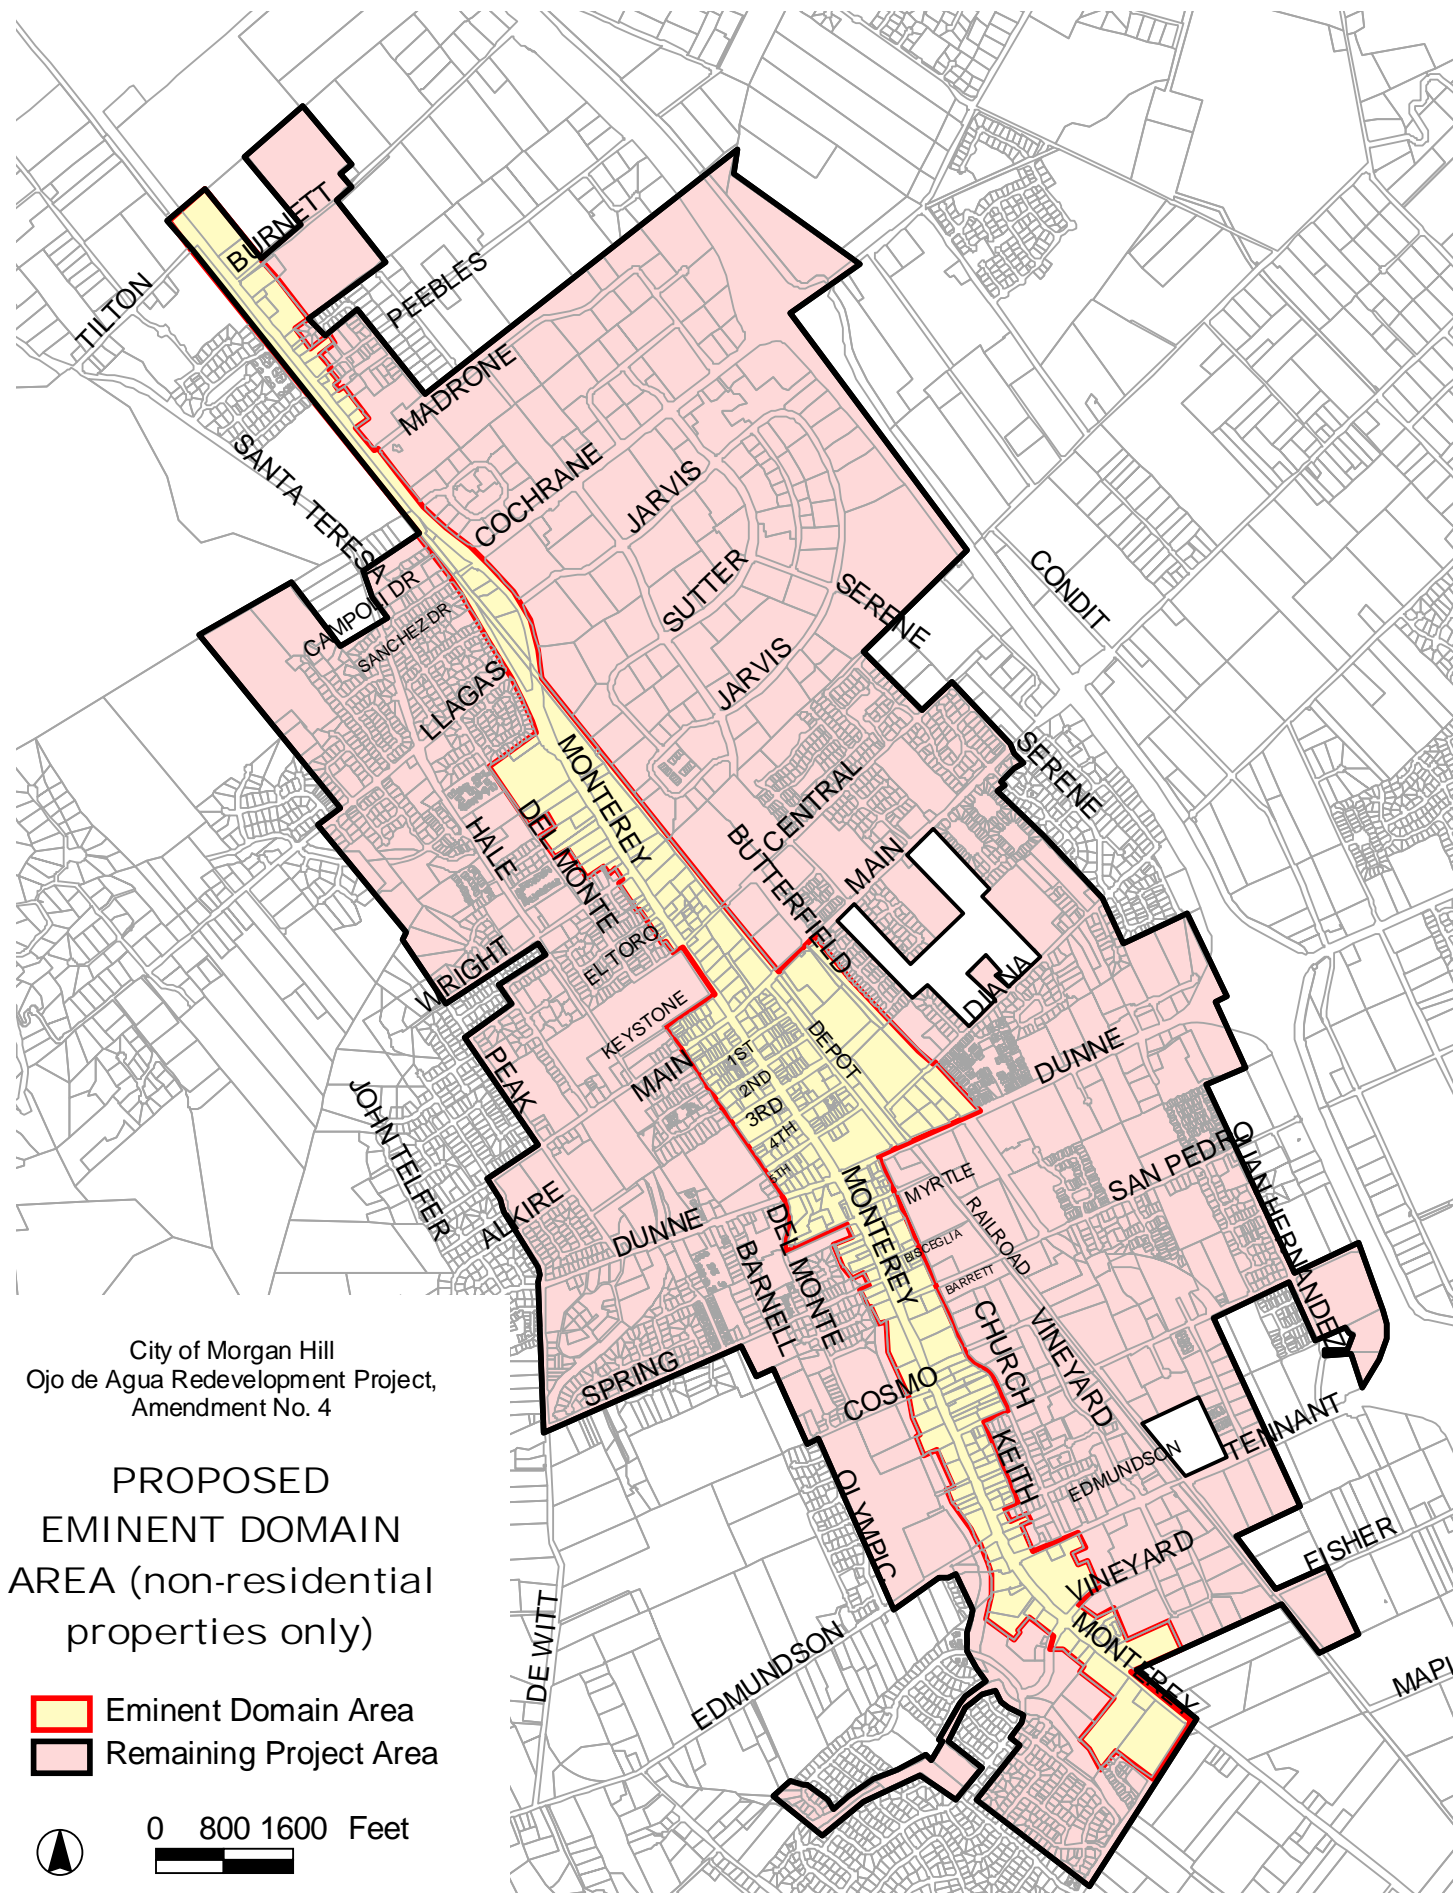 BURNETT
TILTON
PEEBLES
MADRONE
SANTA TERESA
COCHRANE
JARVIS
SUTTER
SERENE
CONDIT
CAMPOLI DR
SANCHEZ DR
LLAGAS
JARVIS
MONTEREY
SERENE
CENTRAL
HALE
DEL MONTE
BUTTERFIELD
MAIN
WRIGHT
EL TORO
DIANA
KEYSTONE
PEAK
MAIN
1ST
2ND
3RD
4TH
5TH
DEPOT
DUNNE
JOHN TELFER
ALKIRE
DUNNE
DEL MONTE
BARNELL
MONTEREY
MYRTLE
RAILROAD
BISCEGLIA
BARRETT
SAN PEDRO
JUAN HERNANDEZ
CHURCH
VINEYARD
SPRING
COSMO
KEITH
EDMUNDSON
TENNANT
OLYMPIC
VINEYARD
FISHER
DE WITT
EDMUNDSON
MONTEREY
City of Morgan Hill
Ojo de Agua Redevelopment Project,
Amendment No. 4
PROPOSED
EMINENT DOMAIN
AREA (non-residential
properties only)
Eminent Domain Area
Remaining Project Area
0 800 1600 Feet